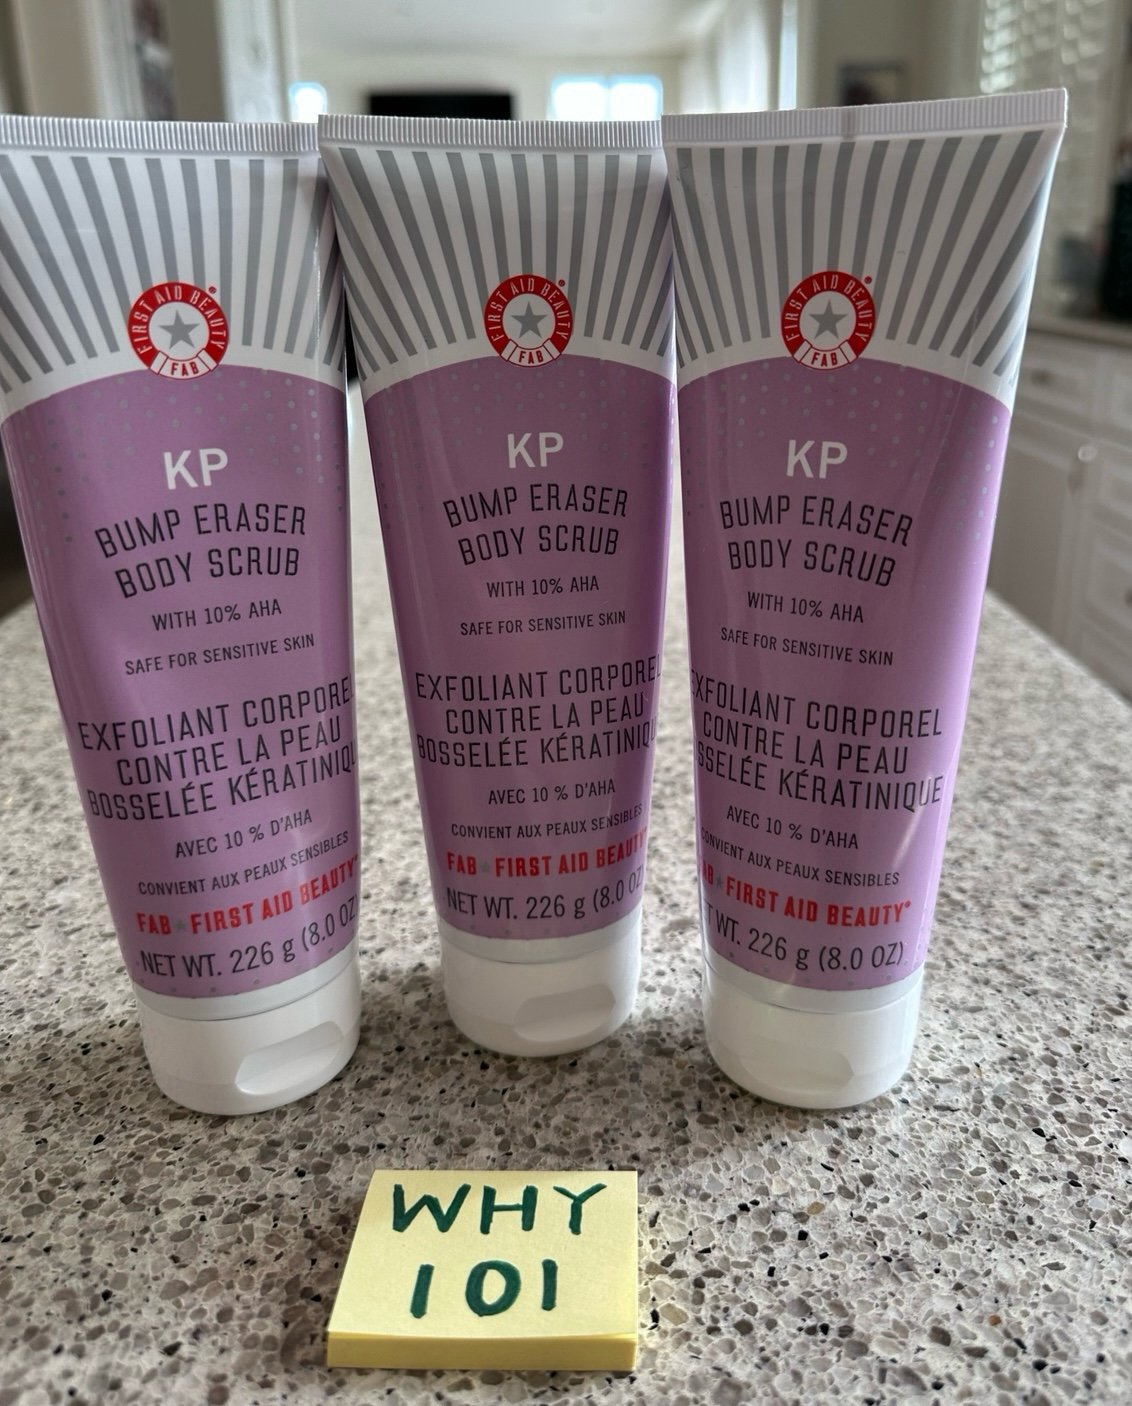 FIRST AID BEAUTY®
FAB
KP
BUMP ERASER
BODY SCRUB
WITH 10% AHA
SAFE FOR SENSITIVE SKIN
EXFOLIANT CORPOREL
CONTRE LA PEAU
BOSSELÉE KÉRATINIQU
AVEC 10 % D'AHA
CONVIENT AUX PEAUX SENSIBLES
FAB FIRST AID BEAUTY®
NET WT. 226 g (8.0 OZ)
FIRST AID BEAUTY®
FAB
KP
BUMP ERASER
BODY SCRUB
WITH 10% AHA
SAFE FOR SENSITIVE SKIN
EXFOLIANT CORPOREL
CONTRE LA PEAU
BOSSELÉE KÉRATINIQU
AVEC 10 % D'AHA
CONVIENT AUX PEAUX SENSIBLES
FAB FIRST AID BEAUTY
NET WT. 226 g (8.0 OZ
FIRST AID BEAUTY®
FAB
KP
BUMP ERASER
BODY SCRUB
WITH 10% AHA
SAFE FOR SENSITIVE SKIN
EXFOLIANT CORPOREL
CONTRE LA PEAU
SSELÉE KÉRATINIQUE
AVEC 10 % D'AHA
CONVIENT AUX PEAUX SENSIBLES
AB FIRST AID BEAUTY®
ET WT. 226 g (8.0 OZ)
WHY
101